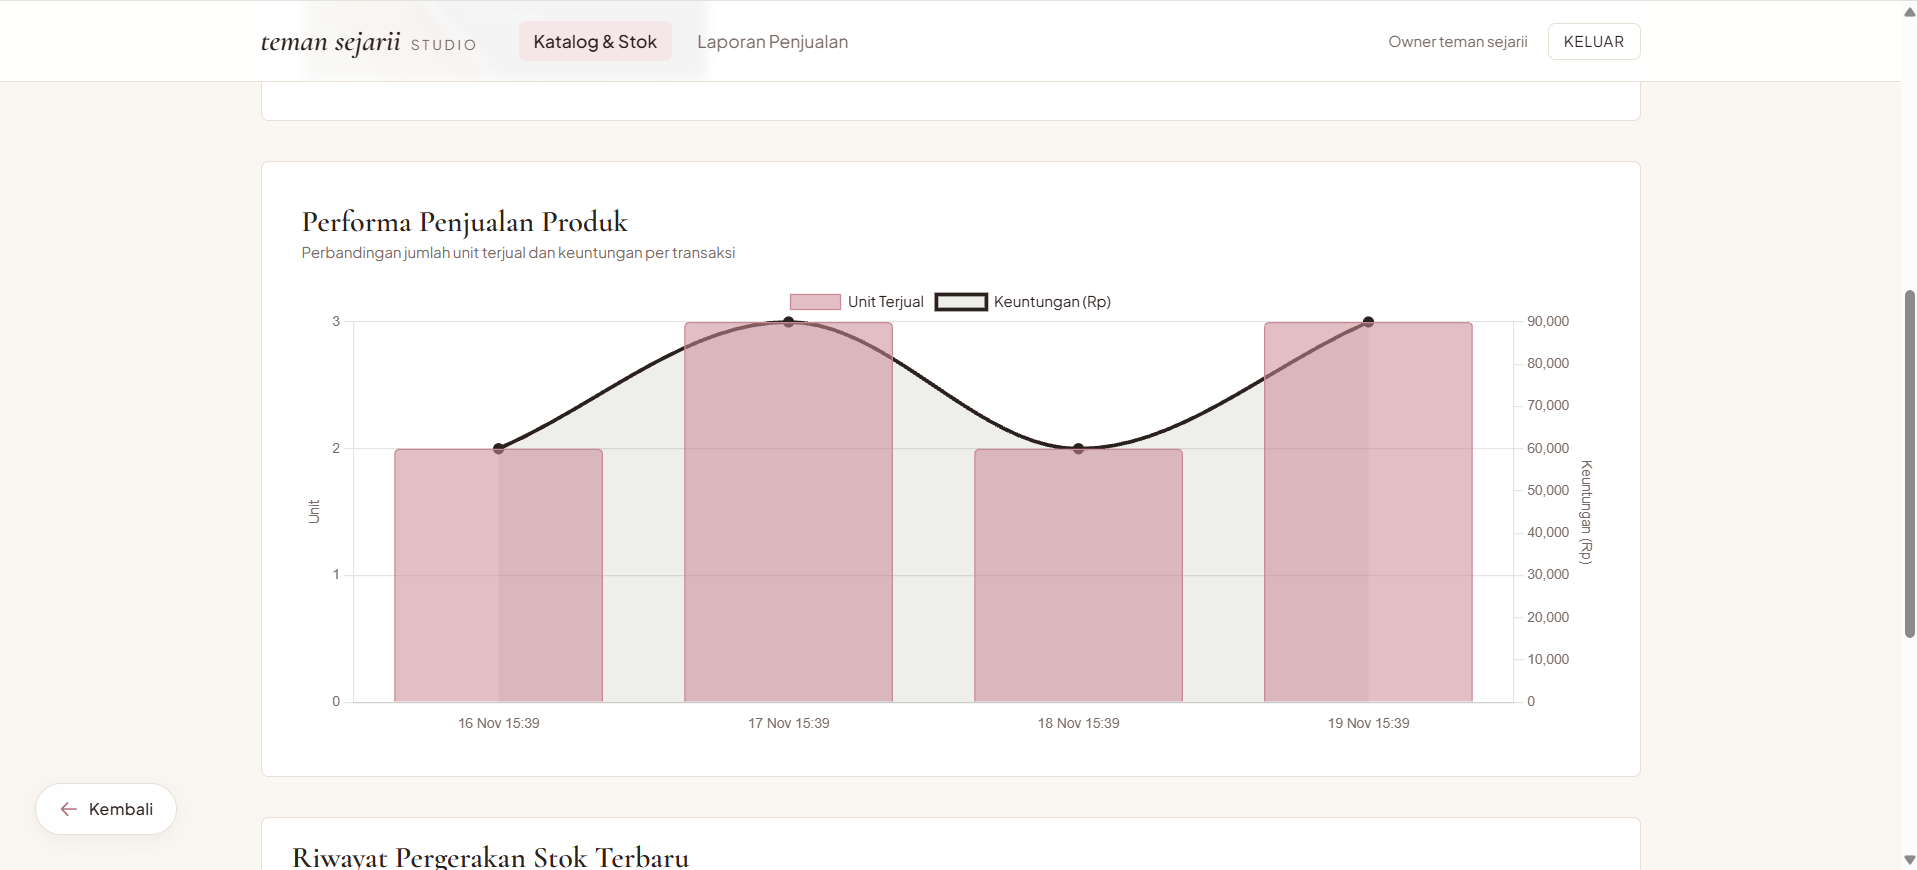 teman sejarii STUDIO
Katalog & Stok
Laporan Penjualan
Owner teman sejarii
KELUAR
Performa Penjualan Produk
Perbandingan jumlah unit terjual dan keuntungan per transaksi
Unit Terjual
Keuntungan (Rp)
3
2
1
0
Unit
90,000
80,000
70,000
60,000
50,000
40,000
30,000
20,000
10,000
0
Keuntungan (Rp)
16 Nov 15:39
17 Nov 15:39
18 Nov 15:39
19 Nov 15:39
Kembali
Riwayat Pergerakan Stok Terbaru